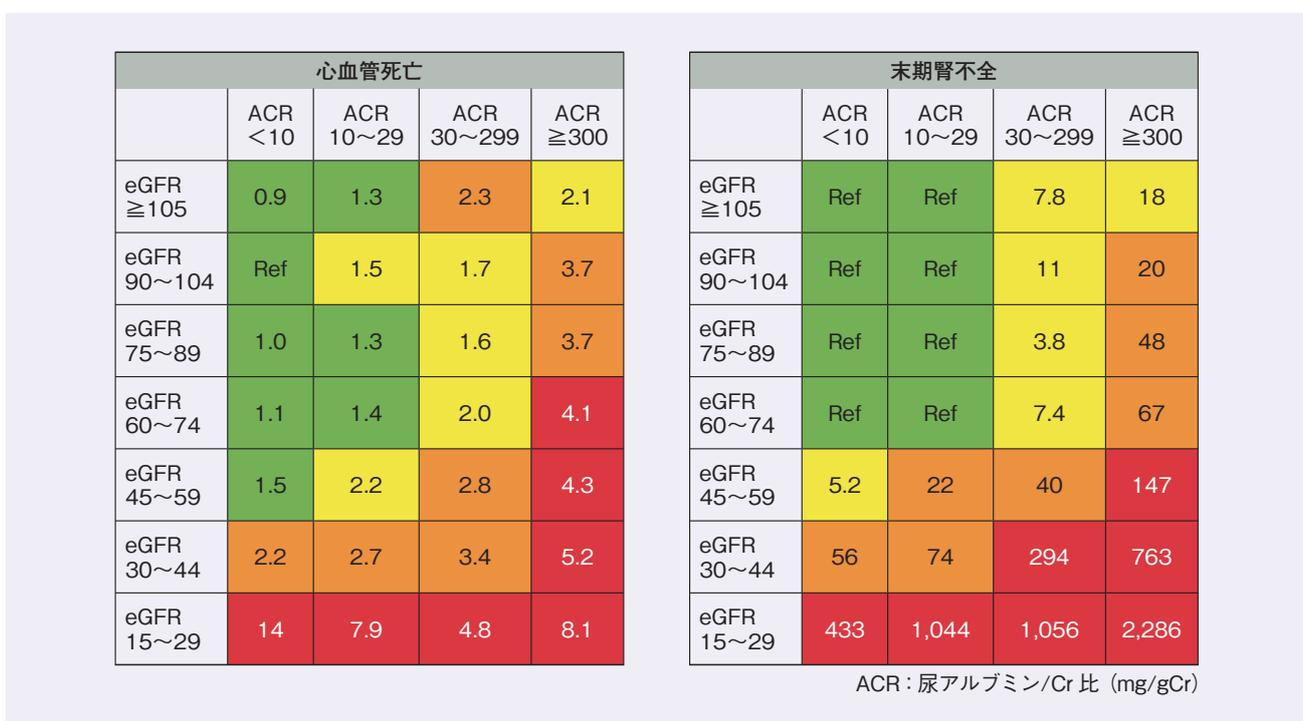 心血管死亡
ACR <10 ACR 10～29 ACR 30～299 ACR ≧300
eGFR ≧105 0.9 1.3 2.3 2.1
eGFR 90～104 Ref 1.5 1.7 3.7
eGFR 75～89 1.0 1.3 1.6 3.7
eGFR 60～74 1.1 1.4 2.0 4.1
eGFR 45～59 1.5 2.2 2.8 4.3
eGFR 30～44 2.2 2.7 3.4 5.2
eGFR 15～29 14 7.9 4.8 8.1
末期腎不全
ACR <10 ACR 10～29 ACR 30～299 ACR ≧300
eGFR ≧105 Ref Ref 7.8 18
eGFR 90～104 Ref Ref 11 20
eGFR 75～89 Ref Ref 3.8 48
eGFR 60～74 Ref Ref 7.4 67
eGFR 45～59 5.2 22 40 147
eGFR 30～44 56 74 294 763
eGFR 15～29 433 1,044 1,056 2,286
ACR：尿アルブミン/Cr 比（mg/gCr）